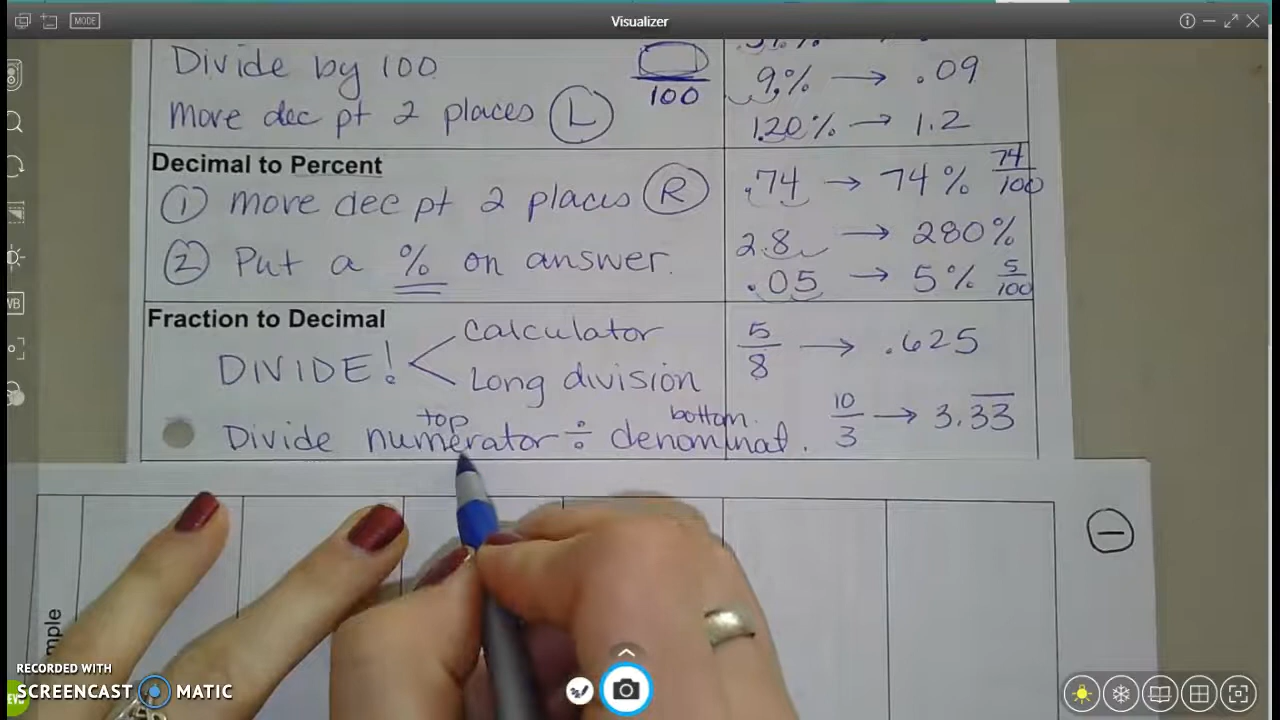 Visualizer
MODE
Divide by 100
100
move dec pt 2 places L
9.% → .09
120% → 1.2
Decimal to Percent
① move dec pt 2 places R
② Put a % on answer.
.74 → 74% 74/100
2.8 → 280%
.05 → 5% 5/100
Fraction to Decimal
DIVIDE! < calculator
Long division
5/8 → .625
top bottom.
Divide numerator ÷ denominat.
10/3 → 3.33
WB
RECORDED WITH
SCREENCAST MATIC